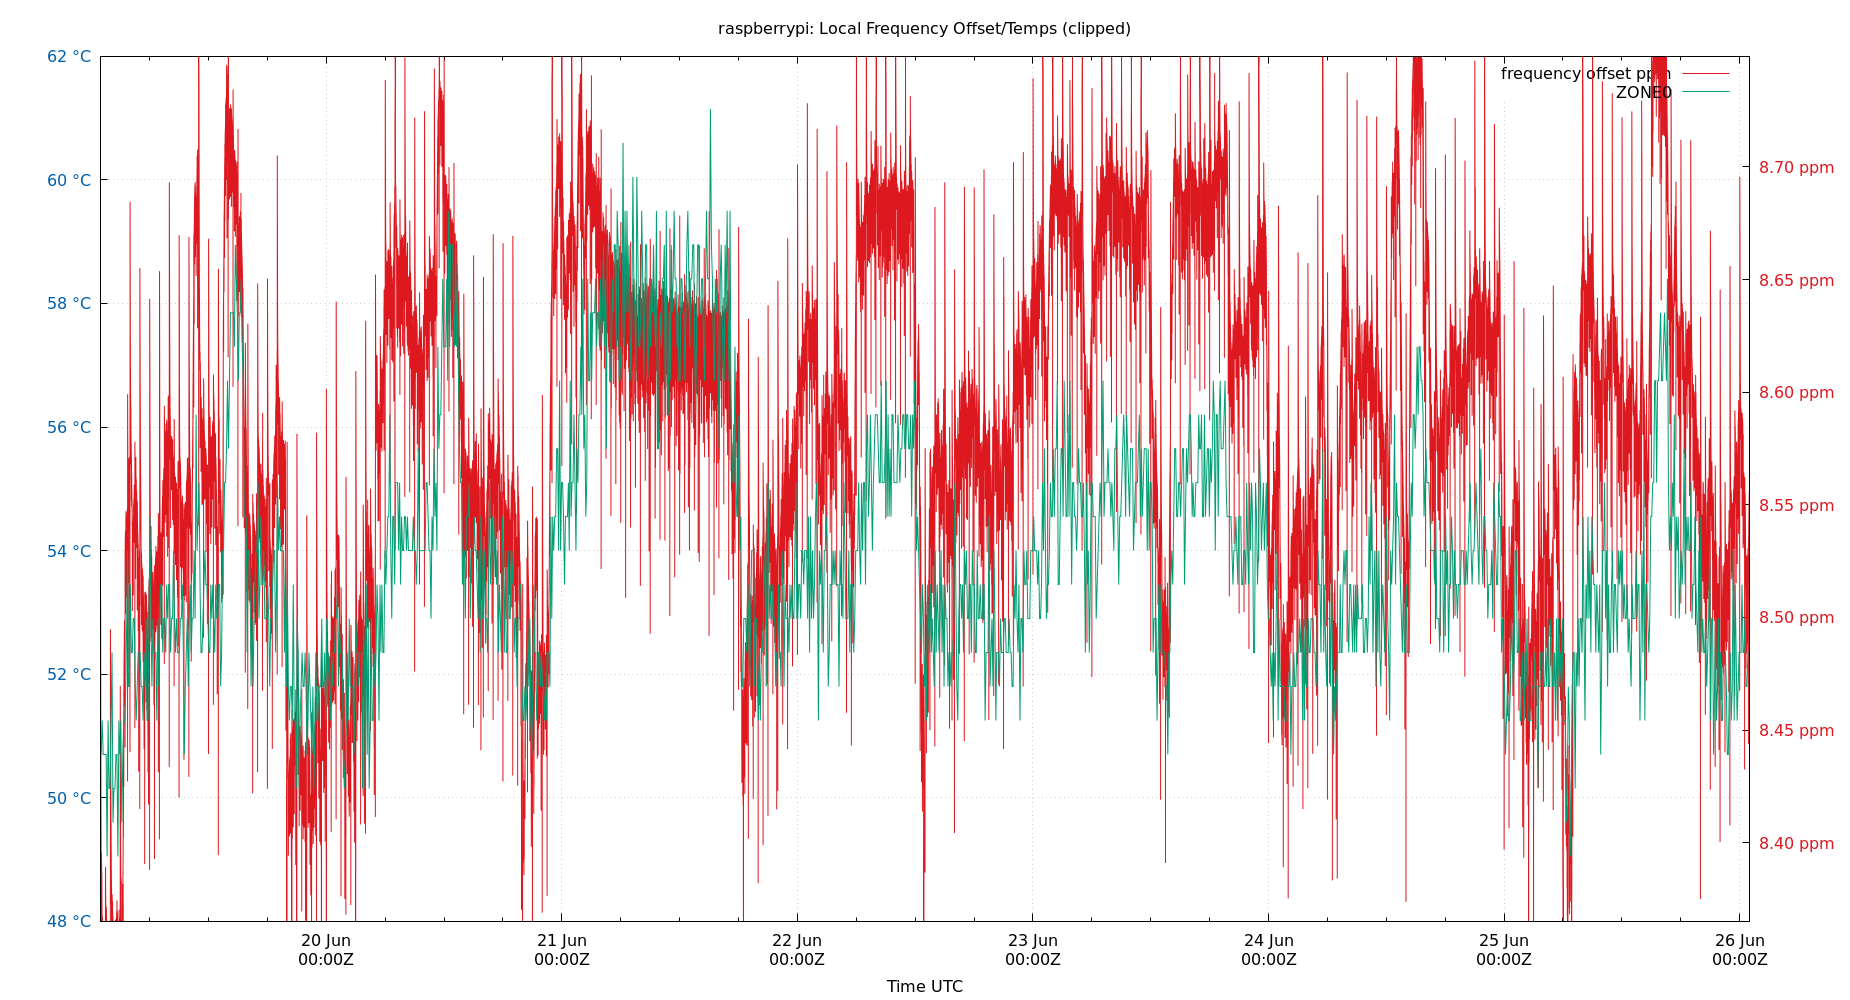 raspberrypi: Local Frequency Offset/Temps (clipped)
62 °C
60 °C
58 °C
56 °C
54 °C
52 °C
50 °C
48 °C
frequency offset ppm
ZONE0
8.70 ppm
8.65 ppm
8.60 ppm
8.55 ppm
8.50 ppm
8.45 ppm
8.40 ppm
20 Jun 21 Jun 22 Jun 23 Jun 24 Jun 25 Jun 26 Jun
00:00Z 00:00Z 00:00Z 00:00Z 00:00Z 00:00Z 00:00Z
Time UTC